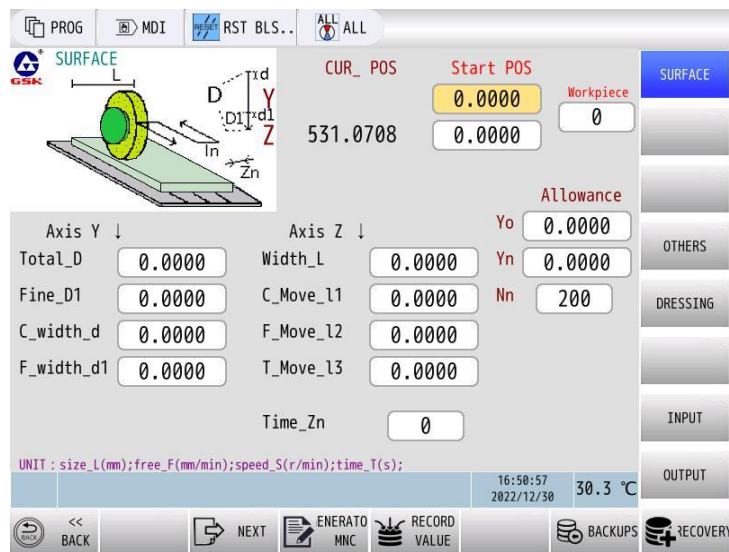 PROG MDI RESET RST BLS.. ALL ALL
GSK SURFACE
L
d
D
Y
D1 d1
Z
ln
Zn
CUR_ POS Start POS
0.0000
Workpiece
0
531.0708 0.0000
Allowance
Axis Y ↓ Axis Z ↓ Yo 0.0000
Total_D 0.0000 Width_L 0.0000 Yn 0.0000
Fine_D1 0.0000 C_Move_l1 0.0000 Nn 200
C_width_d 0.0000 F_Move_l2 0.0000
F_width_d1 0.0000 T_Move_l3 0.0000
Time_Zn 0
UNIT : size_L(mm);free_F(mm/min);speed_S(r/min);time_T(s);
16:50:57
2022/12/30
30.3 ℃
SURFACE
OTHERS
DRESSING
INPUT
OUTPUT
BACK
<<
BACK
NEXT
ENERATO
MNC
RECORD
VALUE
BACKUPS
RECOVERY